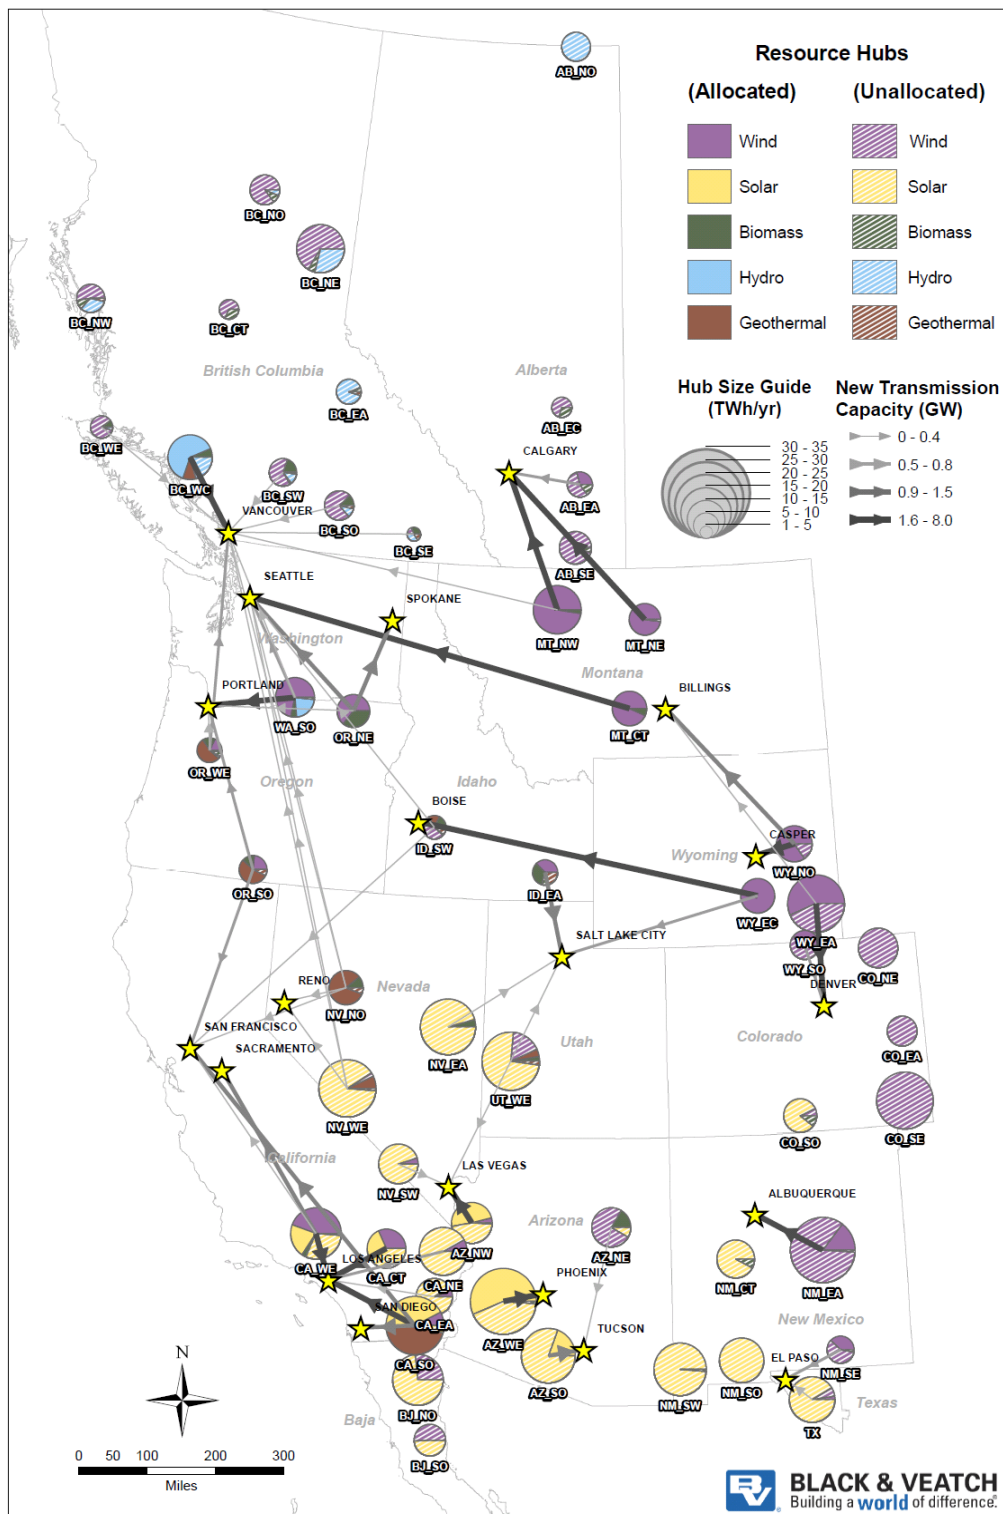 Resource Hubs
(Allocated)
(Unallocated)
Wind
Wind
Solar
Solar
Biomass
Biomass
Hydro
Hydro
Geothermal
Geothermal
Hub Size Guide
(TWh/yr)
30 - 35
25 - 30
20 - 25
15 - 20
10 - 15
5 - 10
1 - 5
New Transmission
Capacity (GW)
0 - 0.4
0.5 - 0.8
0.9 - 1.5
1.6 - 8.0
AB_NO
BC_NO
BC_NE
BC_NW
BC_CT
British Columbia
Alberta
BC_EA
AB_EC
BC_WE
CALGARY
BC_WC
BC_SW
AB_EA
VANCOUVER
BC_SO
BC_SE
AB_SE
SEATTLE
SPOKANE
Washington
MT_NW
MT_NE
Montana
PORTLAND
BILLINGS
WA_SO
OR_NE
MT_CT
OR_WE
Oregon
Idaho
BOISE
CASPER
ID_SW
Wyoming
WY_NO
OR_SO
ID_EA
WY_EC
SALT LAKE CITY
WY_EA
WY_SO
CO_NE
RENO
Nevada
DENVER
NV_NO
SAN FRANCISCO
Utah
Colorado
SACRAMENTO
NV_EA
CO_EA
UT_WE
NV_WE
CO_SO
CO_SE
California
LAS VEGAS
NV_SW
ALBUQUERQUE
Arizona
AZ_NW
AZ_NE
LOS ANGELES
CA_WE
CA_CT
CA_NE
PHOENIX
NM_CT
NM_EA
SAN DIEGO
CA_EA
AZ_WE
New Mexico
TUCSON
CA_SO
EL PASO
NM_SE
AZ_SO
NM_SW
NM_SO
N
BJ_NO
Baja
Texas
TX
BJ_SO
0 50 100 200 300
Miles
BV
BLACK & VEATCH
Building a world of difference.